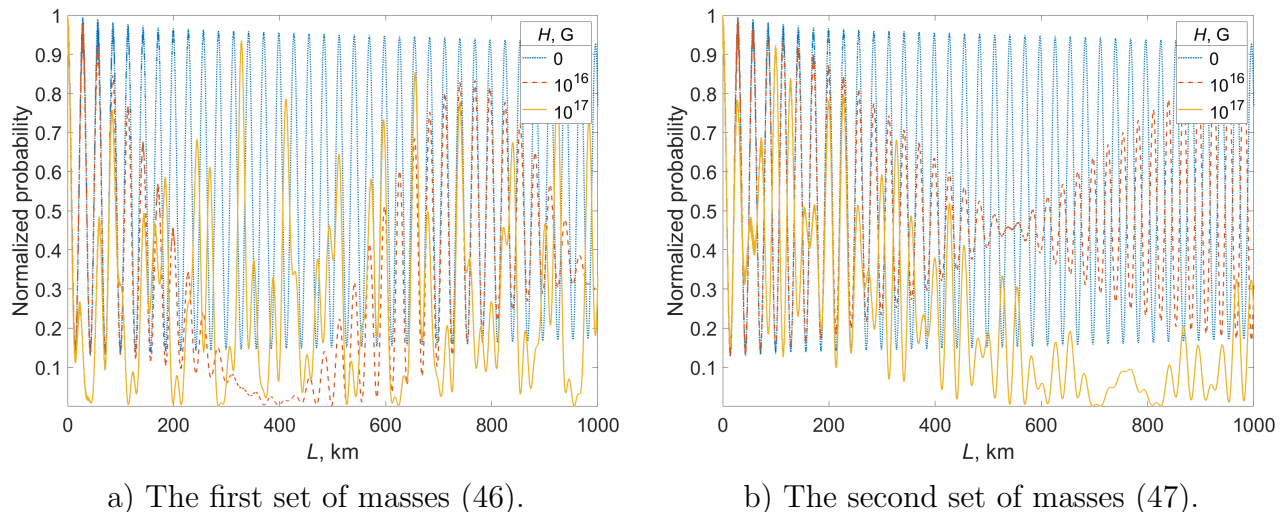 1
0.9
0.8
0.7
0.6
0.5
0.4
0.3
0.2
0.1
0 200 400 600 800 1000
Normalized probability
L, km
H, G
0
10^16
10^17
a) The first set of masses (46).
1
0.9
0.8
0.7
0.6
0.5
0.4
0.3
0.2
0.1
0 200 400 600 800 1000
Normalized probability
L, km
H, G
0
10^16
10^17
b) The second set of masses (47).